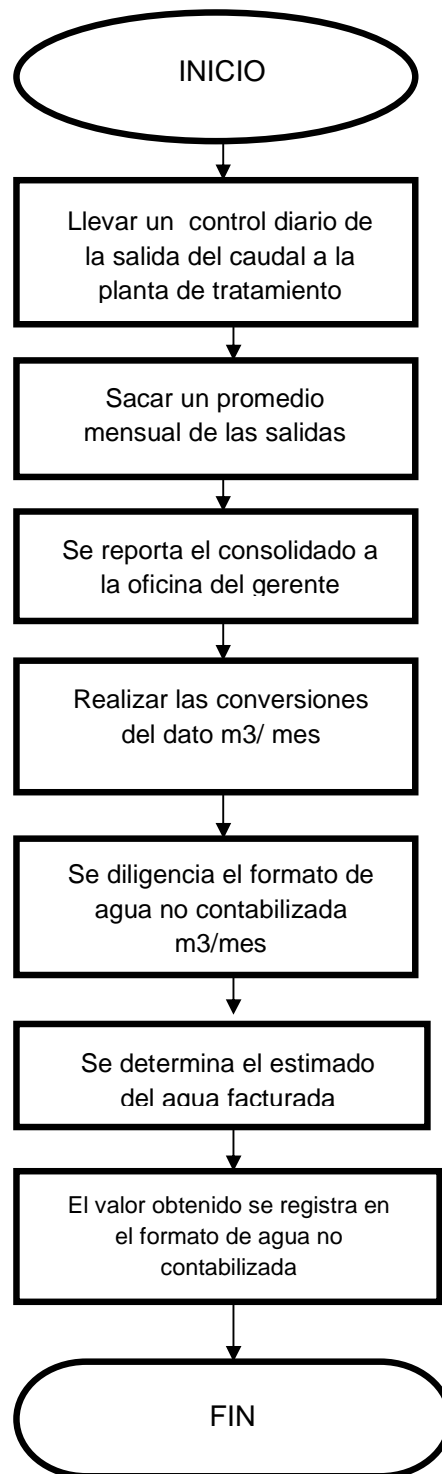 INICIO
Llevar un control diario de
la salida del caudal a la
planta de tratamiento
Sacar un promedio
mensual de las salidas
Se reporta el consolidado a
la oficina del gerente
Realizar las conversiones
del dato m3/ mes
Se diligencia el formato de
agua no contabilizada
m3/mes
Se determina el estimado
del agua facturada
El valor obtenido se registra en
el formato de agua no
contabilizada
FIN